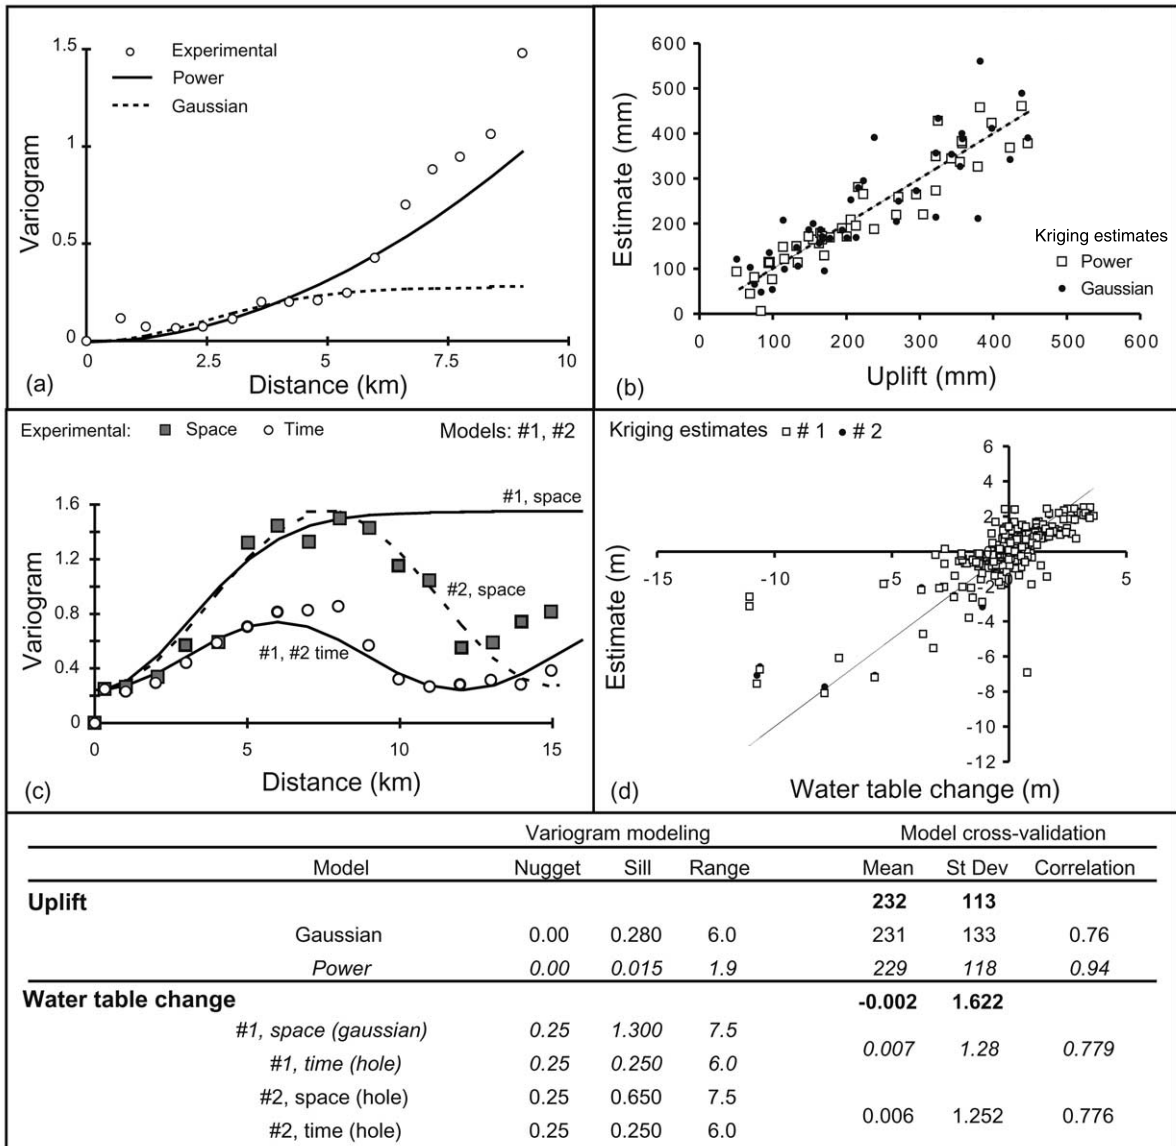 1.5
1
0.5
0
Variogram
Experimental
Power
Gaussian
0 2.5 5 7.5 10
(a) Distance (km)
600
500
400
300
200
100
0
Estimate (mm)
Kriging estimates
Power
Gaussian
0 100 200 300 400 500 600
(b) Uplift (mm)
Experimental: Space Time Models: #1, #2
1.6
1.2
0.8
0.4
0
Variogram
#1, space
#2, space
#1, #2 time
0 5 10 15
(c) Distance (km)
Kriging estimates # 1 # 2
6
4
2
-15 -10 -5 5
-2
-4
-6
-8
-10
-12
Estimate (m)
(d) Water table change (m)
Variogram modeling Model cross-validation
Model Nugget Sill Range Mean St Dev Correlation
Uplift 232 113
Gaussian 0.00 0.280 6.0 231 133 0.76
Power 0.00 0.015 1.9 229 118 0.94
Water table change -0.002 1.622
#1, space (gaussian) 0.25 1.300 7.5
0.007 1.28 0.779
#1, time (hole) 0.25 0.250 6.0
#2, space (hole) 0.25 0.650 7.5
0.006 1.252 0.776
#2, time (hole) 0.25 0.250 6.0